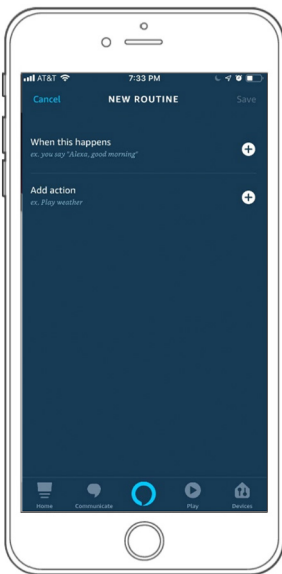 AT&T 7:33 PM
Cancel NEW ROUTINE Save
When this happens
ex. you say "Alexa, good morning"
Add action
ex. Play weather
Home Communicate Play Devices